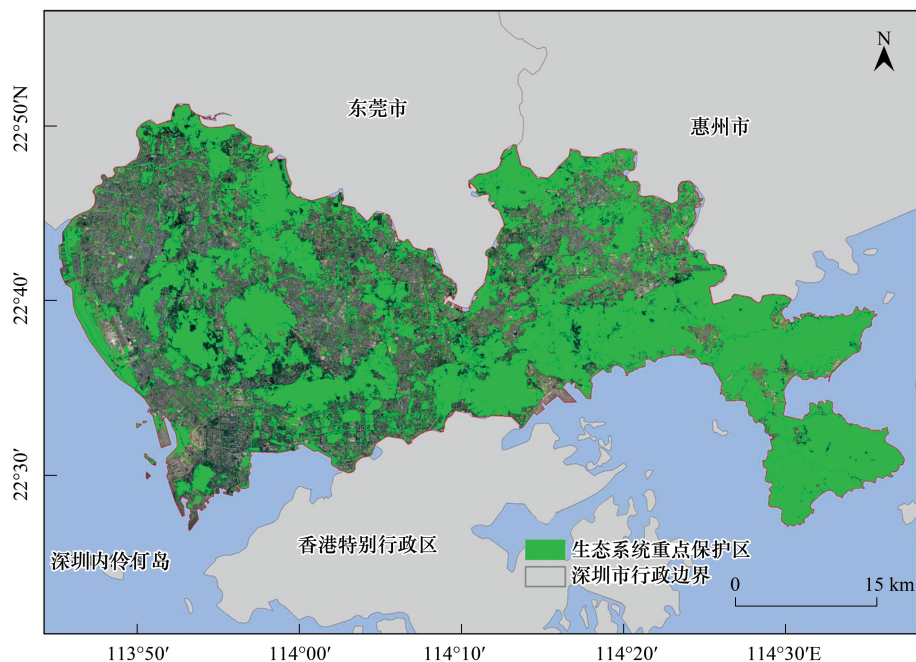 N
22°50′N
东莞市
惠州市
22°40′
22°30′
香港特别行政区
深圳内伶仃岛
生态系统重点保护区
深圳市行政边界
0 15 km
113°50′ 114°00′ 114°10′ 114°20′ 114°30′E